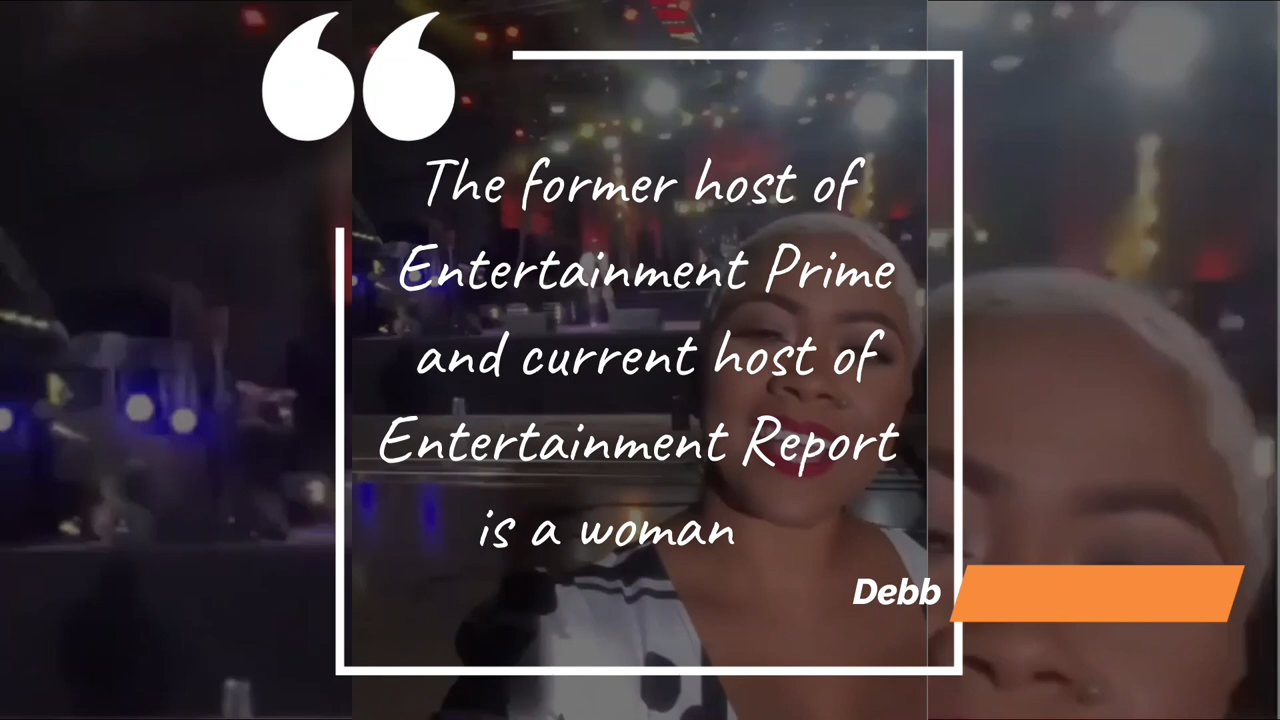 The former host of
Entertainment Prime
and current host of
Entertainment Report
is a woman
Debb